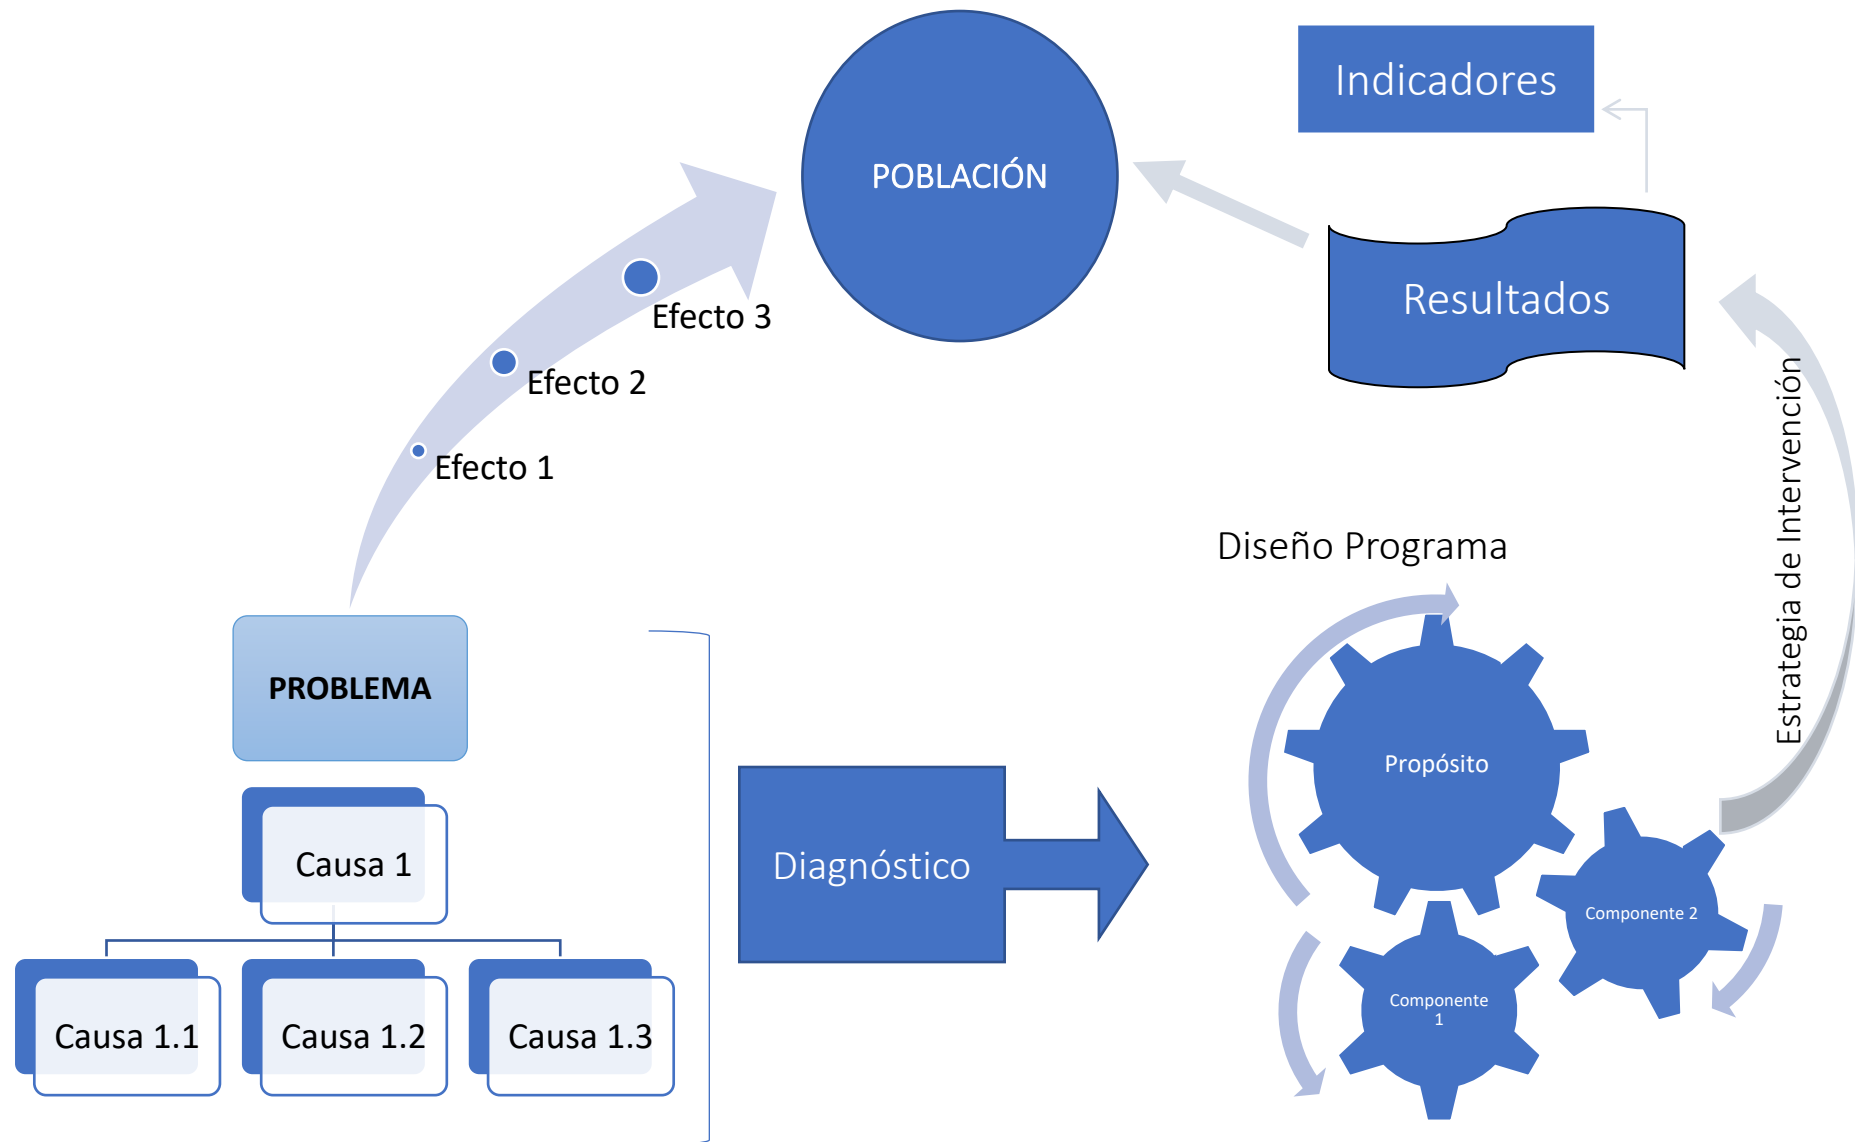 Indicadores
POBLACIÓN
Resultados
Efecto 3
Efecto 2
Efecto 1
Estrategia de Intervención
Diseño Programa
PROBLEMA
Propósito
Causa 1
Diagnóstico
Componente 2
Componente
1
Causa 1.1
Causa 1.2
Causa 1.3